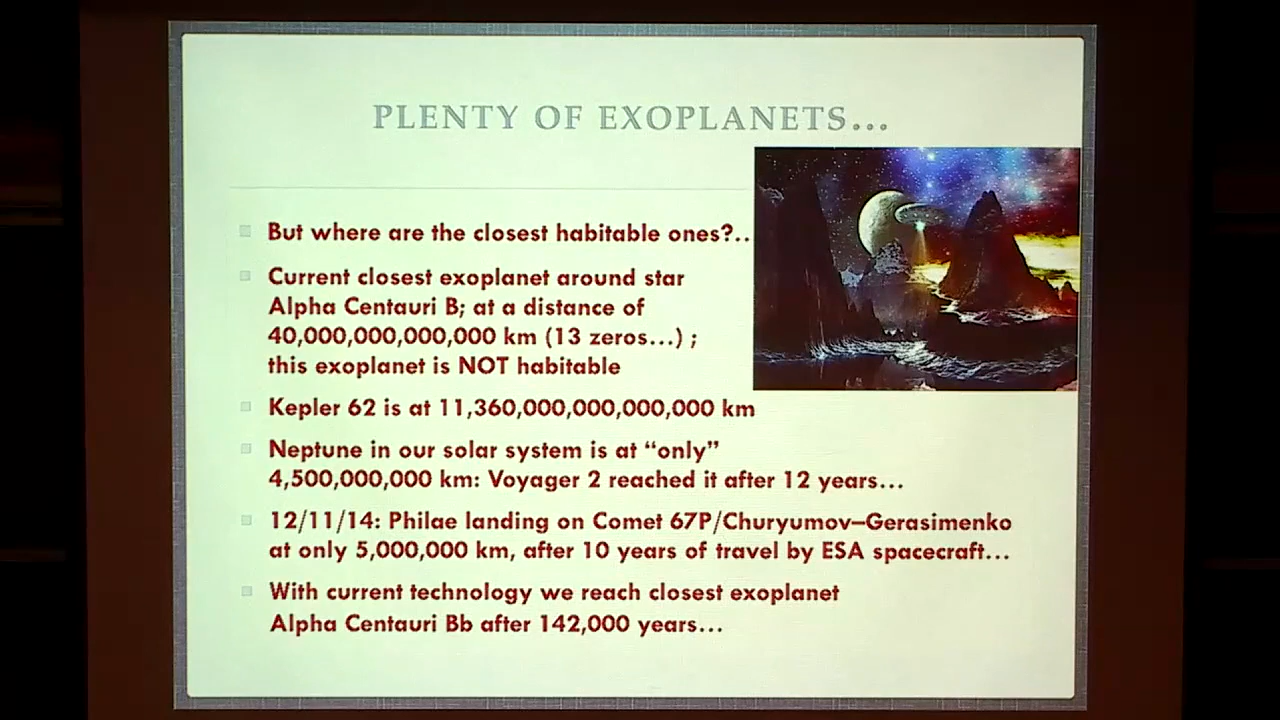 PLENTY OF EXOPLANETS...
But where are the closest habitable ones?..
Current closest exoplanet around star
Alpha Centauri B; at a distance of
40,000,000,000,000 km (13 zeros...) ;
this exoplanet is NOT habitable
Kepler 62 is at 11,360,000,000,000,000 km
Neptune in our solar system is at “only”
4,500,000,000 km: Voyager 2 reached it after 12 years...
12/11/14: Philae landing on Comet 67P/Churyumov–Gerasimenko
at only 5,000,000 km, after 10 years of travel by ESA spacecraft...
With current technology we reach closest exoplanet
Alpha Centauri Bb after 142,000 years...